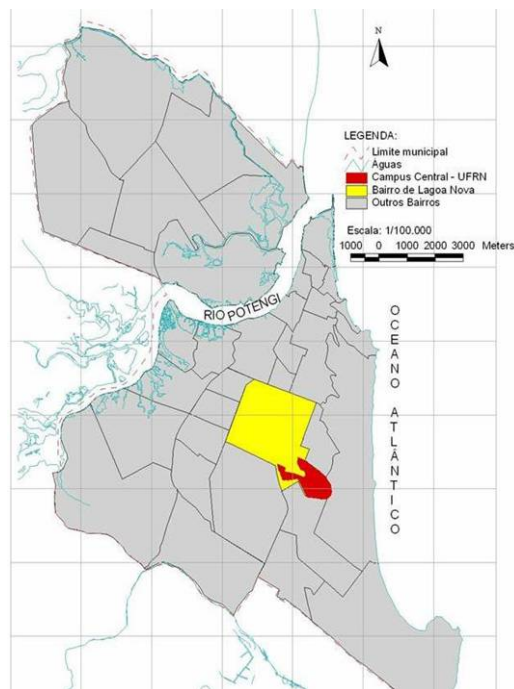 N
LEGENDA:
Limite municipal
Águas
Campus Central - UFRN
Bairro de Lagoa Nova
Outros Bairros
Escala: 1/100.000
1000 0 1000 2000 3000 Meters
RIO POTENGI
OCEANO ATLÂNTICO